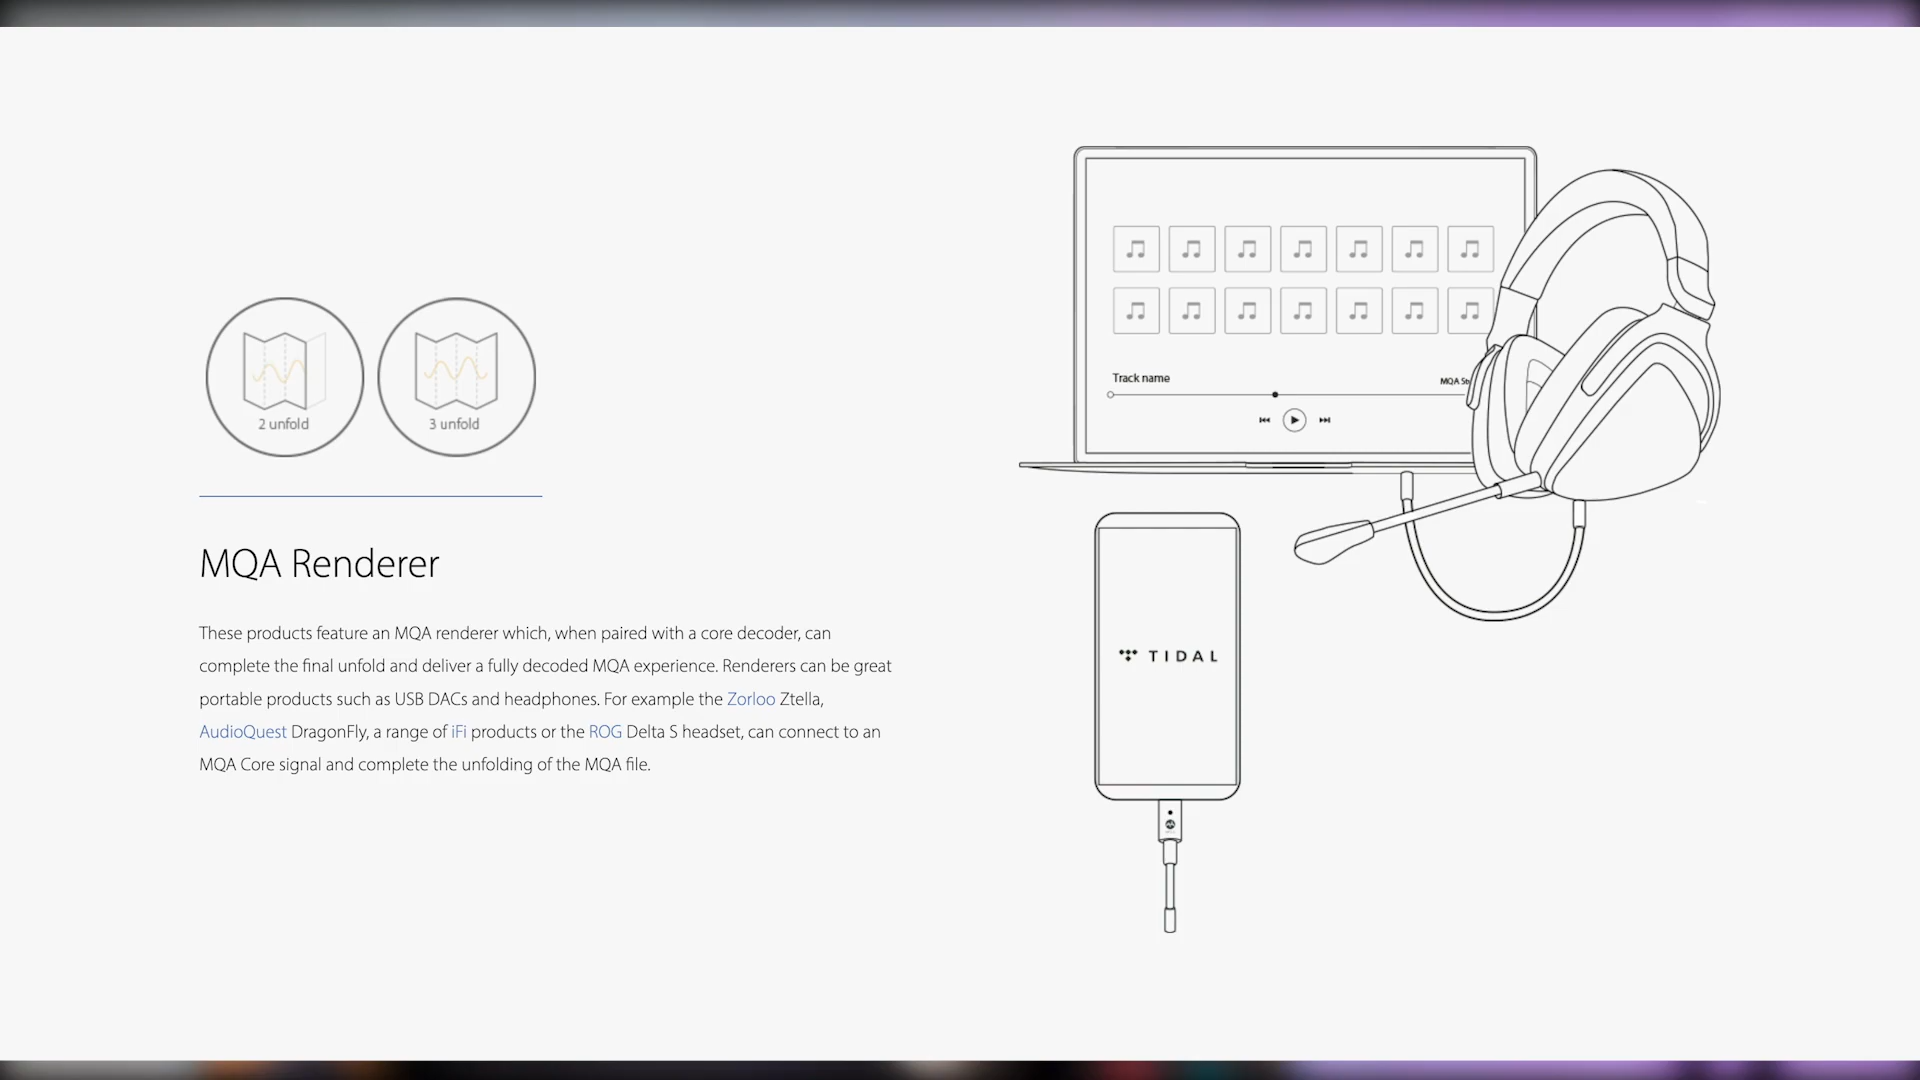 2 unfold
3 unfold
MQA Renderer
These products feature an MQA renderer which, when paired with a core decoder, can
complete the final unfold and deliver a fully decoded MQA experience. Renderers can be great
portable products such as USB DACs and headphones. For example the Zorloo Ztella,
AudioQuest DragonFly, a range of iFi products or the ROG Delta S headset, can connect to an
MQA Core signal and complete the unfolding of the MQA file.
Track name
MQA
TIDAL